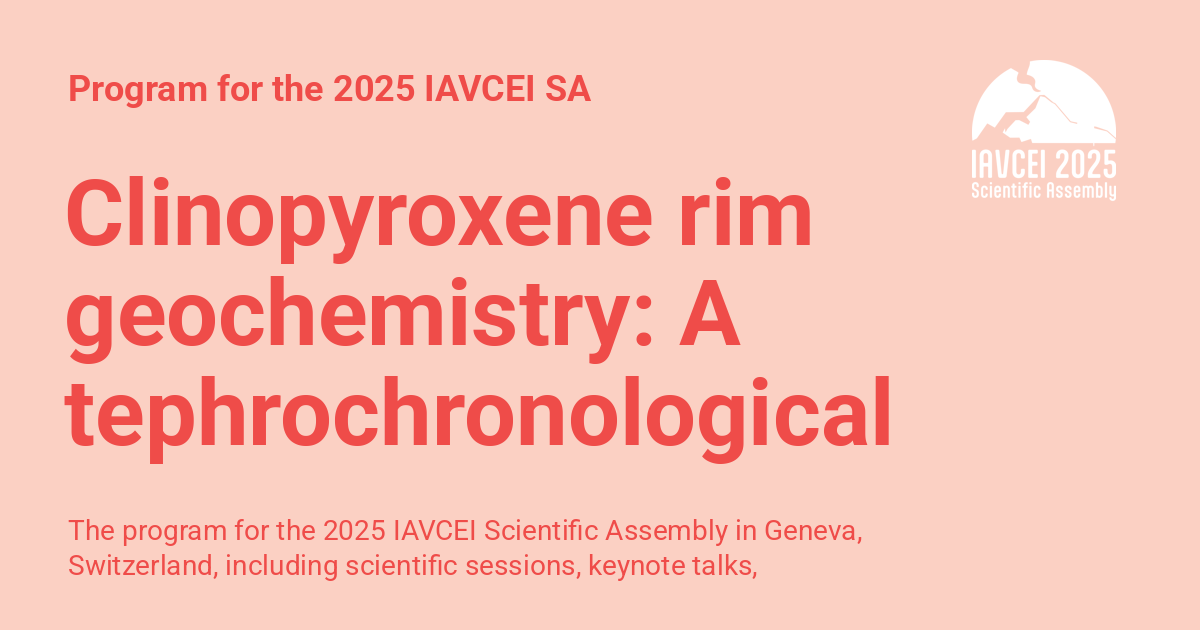 Program for the 2025 IAVCEI SA
IAVCEI 2025
Scientific Assembly
Clinopyroxene rim
geochemistry: A
tephrochronological
The program for the 2025 IAVCEI Scientific Assembly in Geneva,
Switzerland, including scientific sessions, keynote talks,